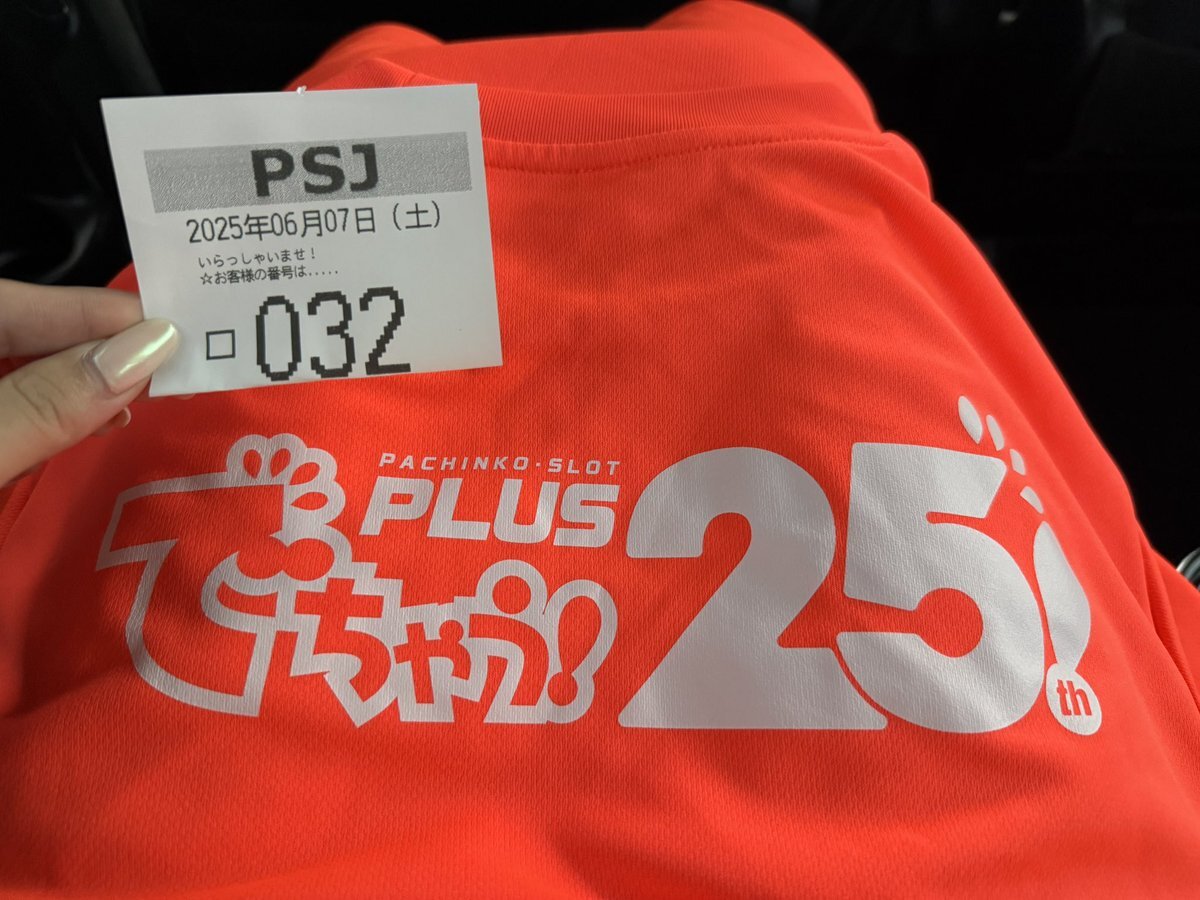 PSJ
2025年06月07日（土）
いらっしゃいませ！
☆お客様の番号は.....
□032
PACHINKO・SLOT
PLUS
でちゃう!
25!
th